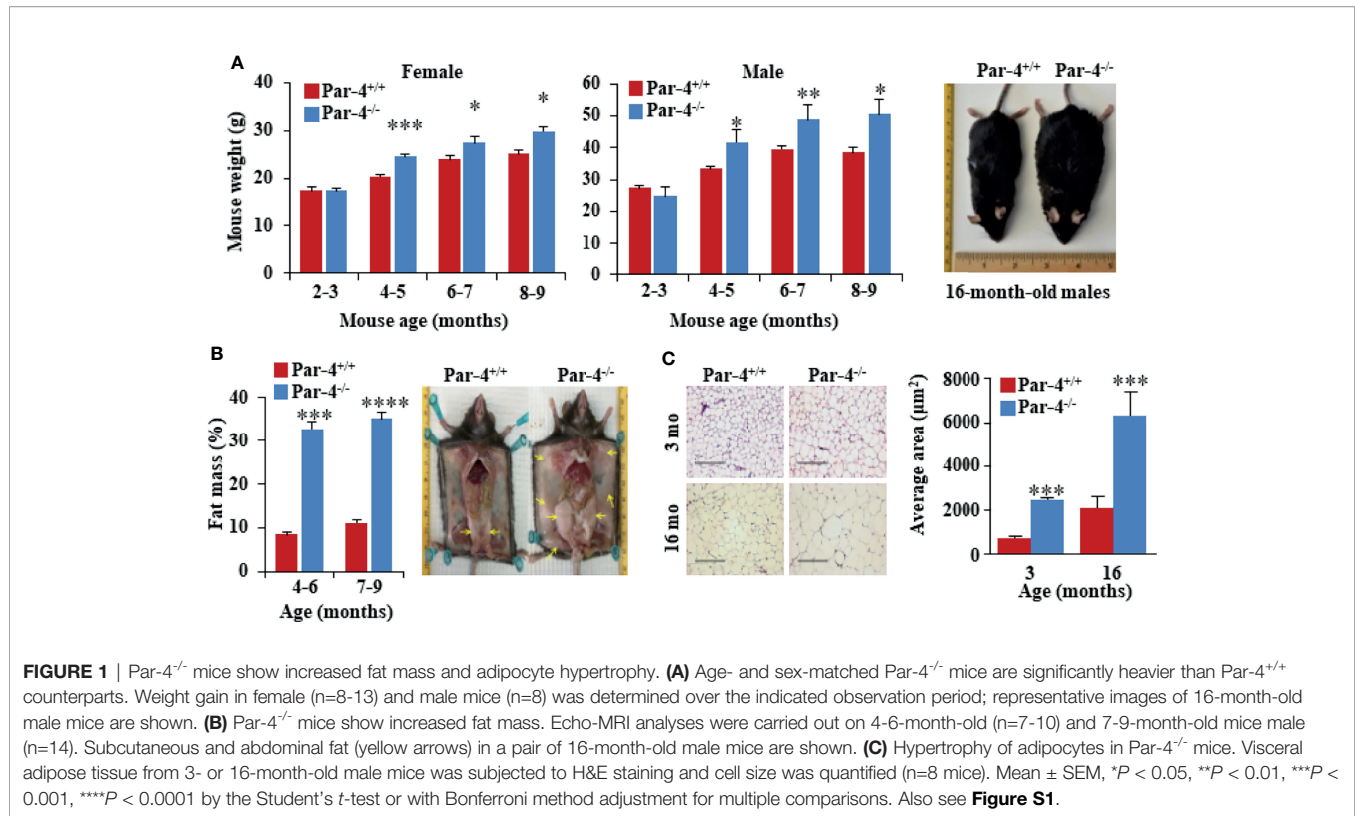 A
Female
Male
Par-4+/+ Par-4-/-
Par-4+/+
Par-4-/-
Par-4+/+
Par-4-/-
Mouse weight (g)
40
30
20
10
0
60
50
40
30
20
10
0
*** * *
* ** *
2-3 4-5 6-7 8-9
2-3 4-5 6-7 8-9
Mouse age (months)
Mouse age (months)
16-month-old males
B
Par-4+/+
Par-4-/-
Par-4+/+ Par-4-/-
Fat mass (%)
40
30
20
10
0
*** ****
4-6 7-9
Age (months)
C
Par-4+/+ Par-4-/-
3 mo
16 mo
Par-4+/+
Par-4-/-
Average area (µm2)
8000
6000
4000
2000
0
*** ***
3 16
Age (months)
FIGURE 1 | Par-4-/- mice show increased fat mass and adipocyte hypertrophy. (A) Age- and sex-matched Par-4-/- mice are significantly heavier than Par-4+/+
counterparts. Weight gain in female (n=8-13) and male mice (n=8) was determined over the indicated observation period; representative images of 16-month-old
male mice are shown. (B) Par-4-/- mice show increased fat mass. Echo-MRI analyses were carried out on 4-6-month-old (n=7-10) and 7-9-month-old mice male
(n=14). Subcutaneous and abdominal fat (yellow arrows) in a pair of 16-month-old male mice are shown. (C) Hypertrophy of adipocytes in Par-4-/- mice. Visceral
adipose tissue from 3- or 16-month-old male mice was subjected to H&E staining and cell size was quantified (n=8 mice). Mean ± SEM, *P < 0.05, **P < 0.01, ***P <
0.001, ****P < 0.0001 by the Student's t-test or with Bonferroni method adjustment for multiple comparisons. Also see Figure S1.